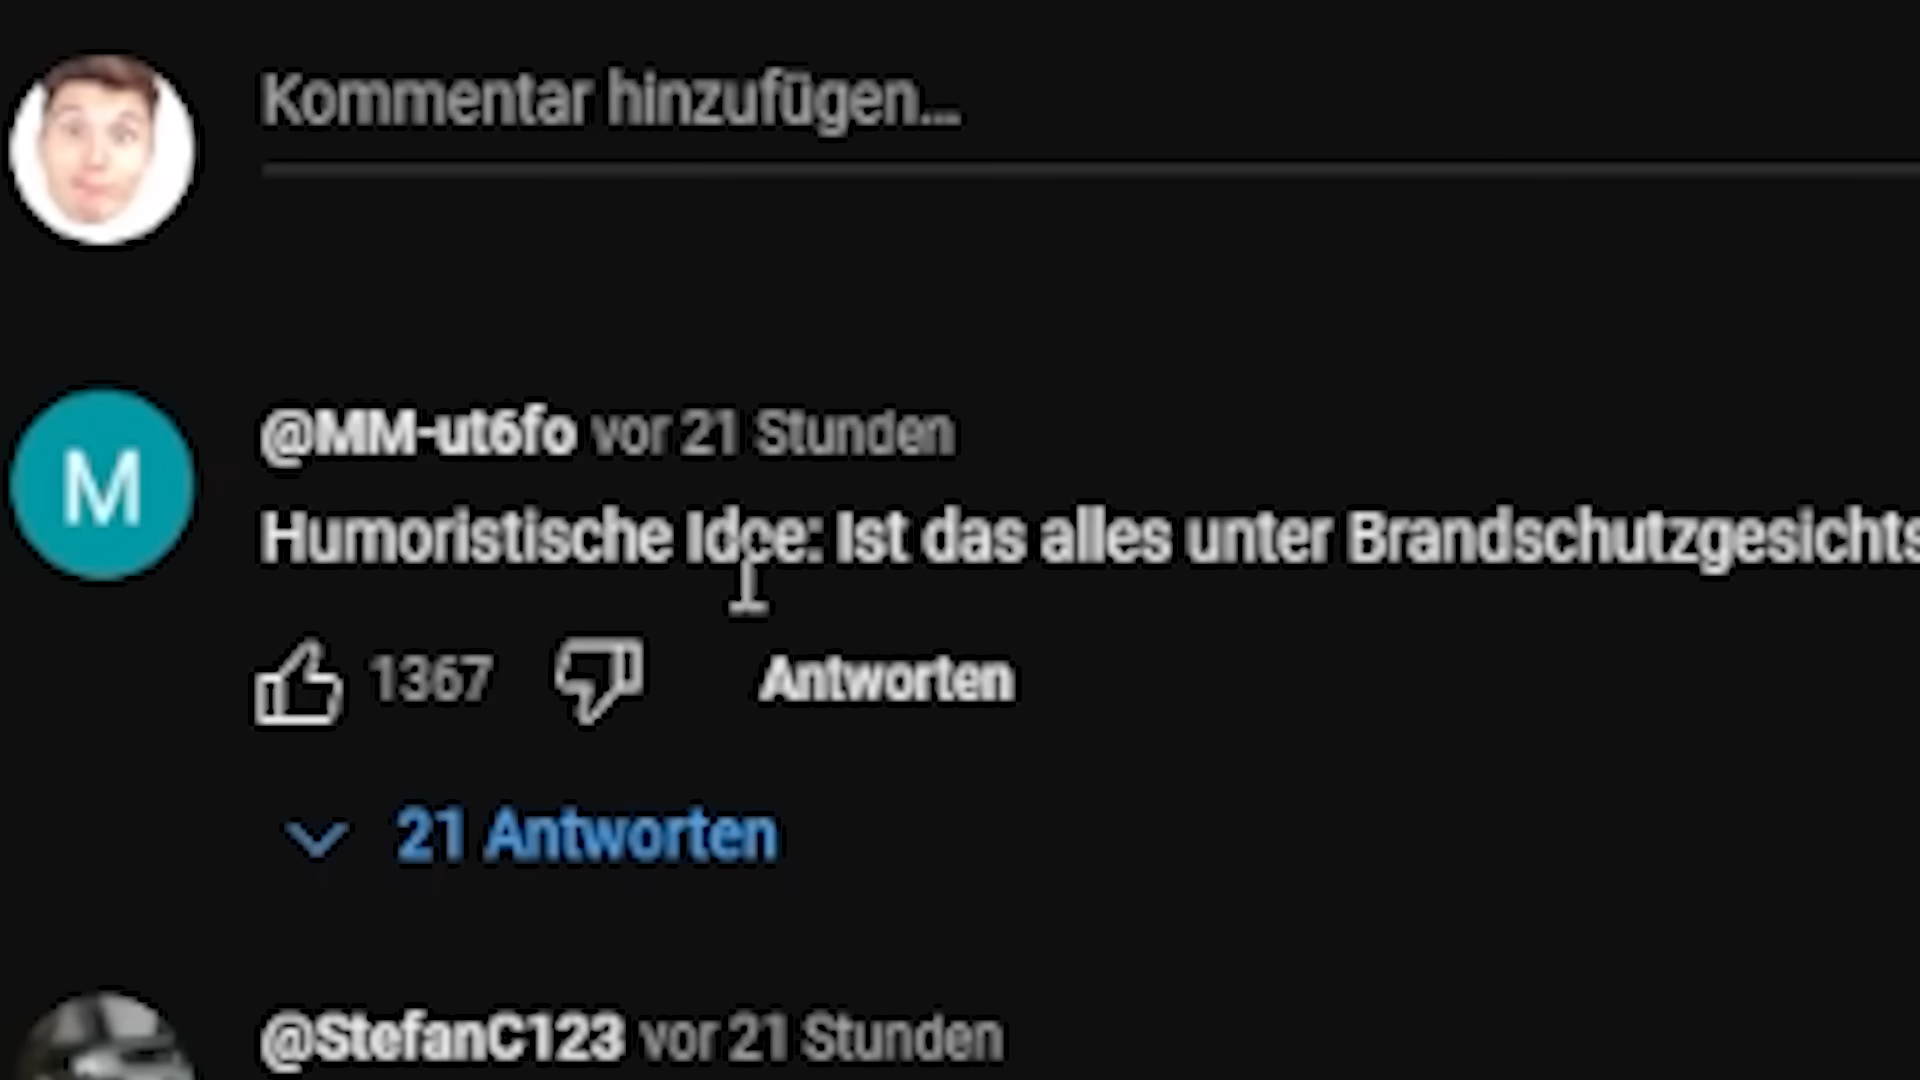 Kommentar hinzufügen...
@MM-ut6fo vor 21 Stunden
M
Humoristische Idee: Ist das alles unter Brandschutzgesichts
1367
Antworten
21 Antworten
@StefanC123 vor 21 Stunden